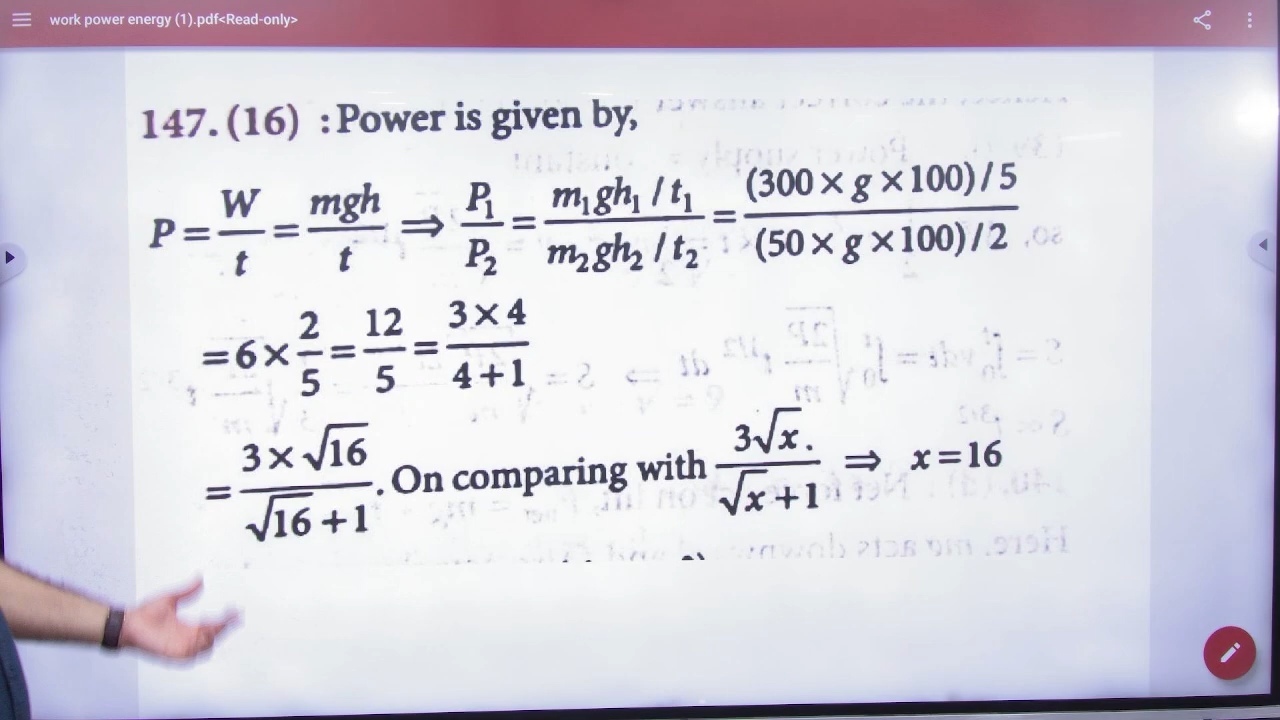 work power energy (1).pdf<Read-only>
147. (16) : Power is given by,
P = W/t = mgh/t ⇒ P₁/P₂ = m₁gh₁ / t₁ / m₂gh₂ / t₂ = (300 × g × 100) / 5 / (50 × g × 100) / 2
= 6 × 2/5 = 12/5 = 3 × 4 / 4 + 1
= 3 × √16 / √16 + 1 . On comparing with 3√x . / √x + 1 ⇒ x = 16